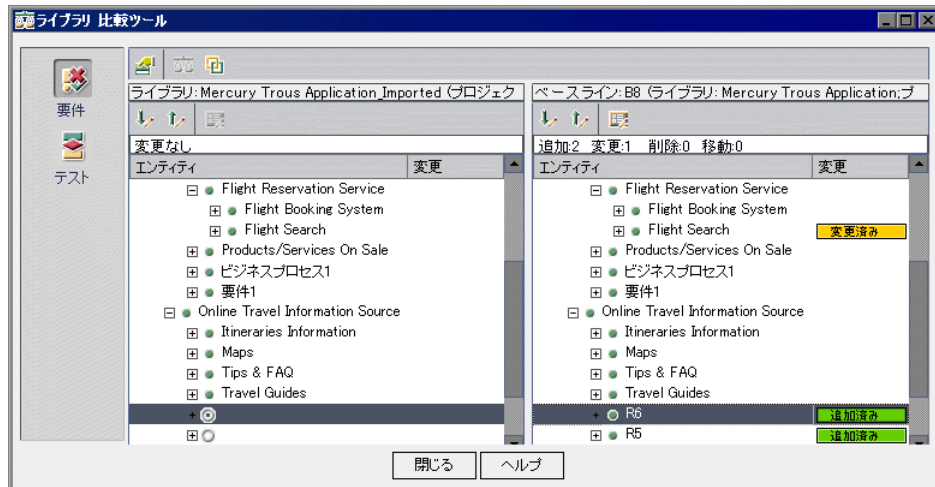 ライブラリ 比較ツール
要件
テスト
ライブラリ: Mercury Trous Application_Imported (プロジェク
変更なし
エンティティ 変更
Flight Reservation Service
Flight Booking System
Flight Search
Products/Services On Sale
ビジネスプロセス1
要件1
Online Travel Information Source
Itineraries Information
Maps
Tips & FAQ
Travel Guides
ベースライン: B8 (ライブラリ: Mercury Trous Application;プ
追加:2 変更:1 削除:0 移動:0
エンティティ 変更
Flight Reservation Service
Flight Booking System
Flight Search 変更済み
Products/Services On Sale
ビジネスプロセス1
要件1
Online Travel Information Source
Itineraries Information
Maps
Tips & FAQ
Travel Guides
R6 追加済み
R5 追加済み
閉じる ヘルプ